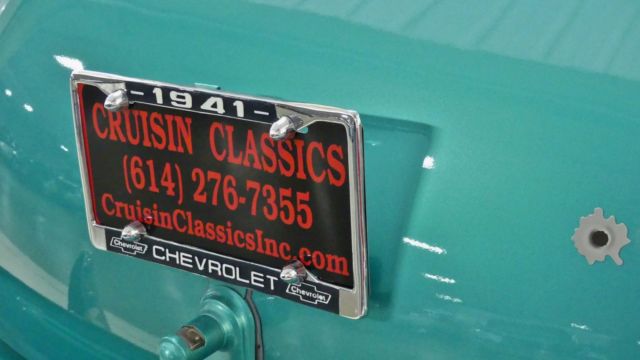 -1941-
CRUISIN CLASSICS
(614) 276-7355
CruisinClassicsInc.com
Chevrolet CHEVROLET Chevrolet